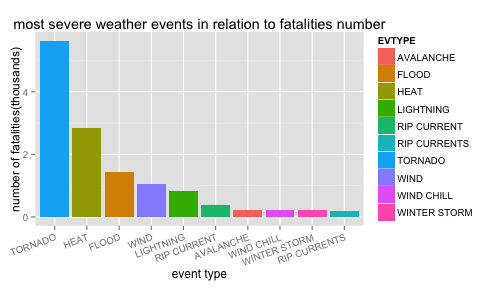 most severe weather events in relation to fatalities number
number of fatalities(thousands)
4
2
0
TORNADO
HEAT
FLOOD
WIND
LIGHTNING
RIP CURRENT
AVALANCHE
WIND CHILL
WINTER STORM
RIP CURRENTS
event type
EVTYPE
AVALANCHE
FLOOD
HEAT
LIGHTNING
RIP CURRENT
RIP CURRENTS
TORNADO
WIND
WIND CHILL
WINTER STORM